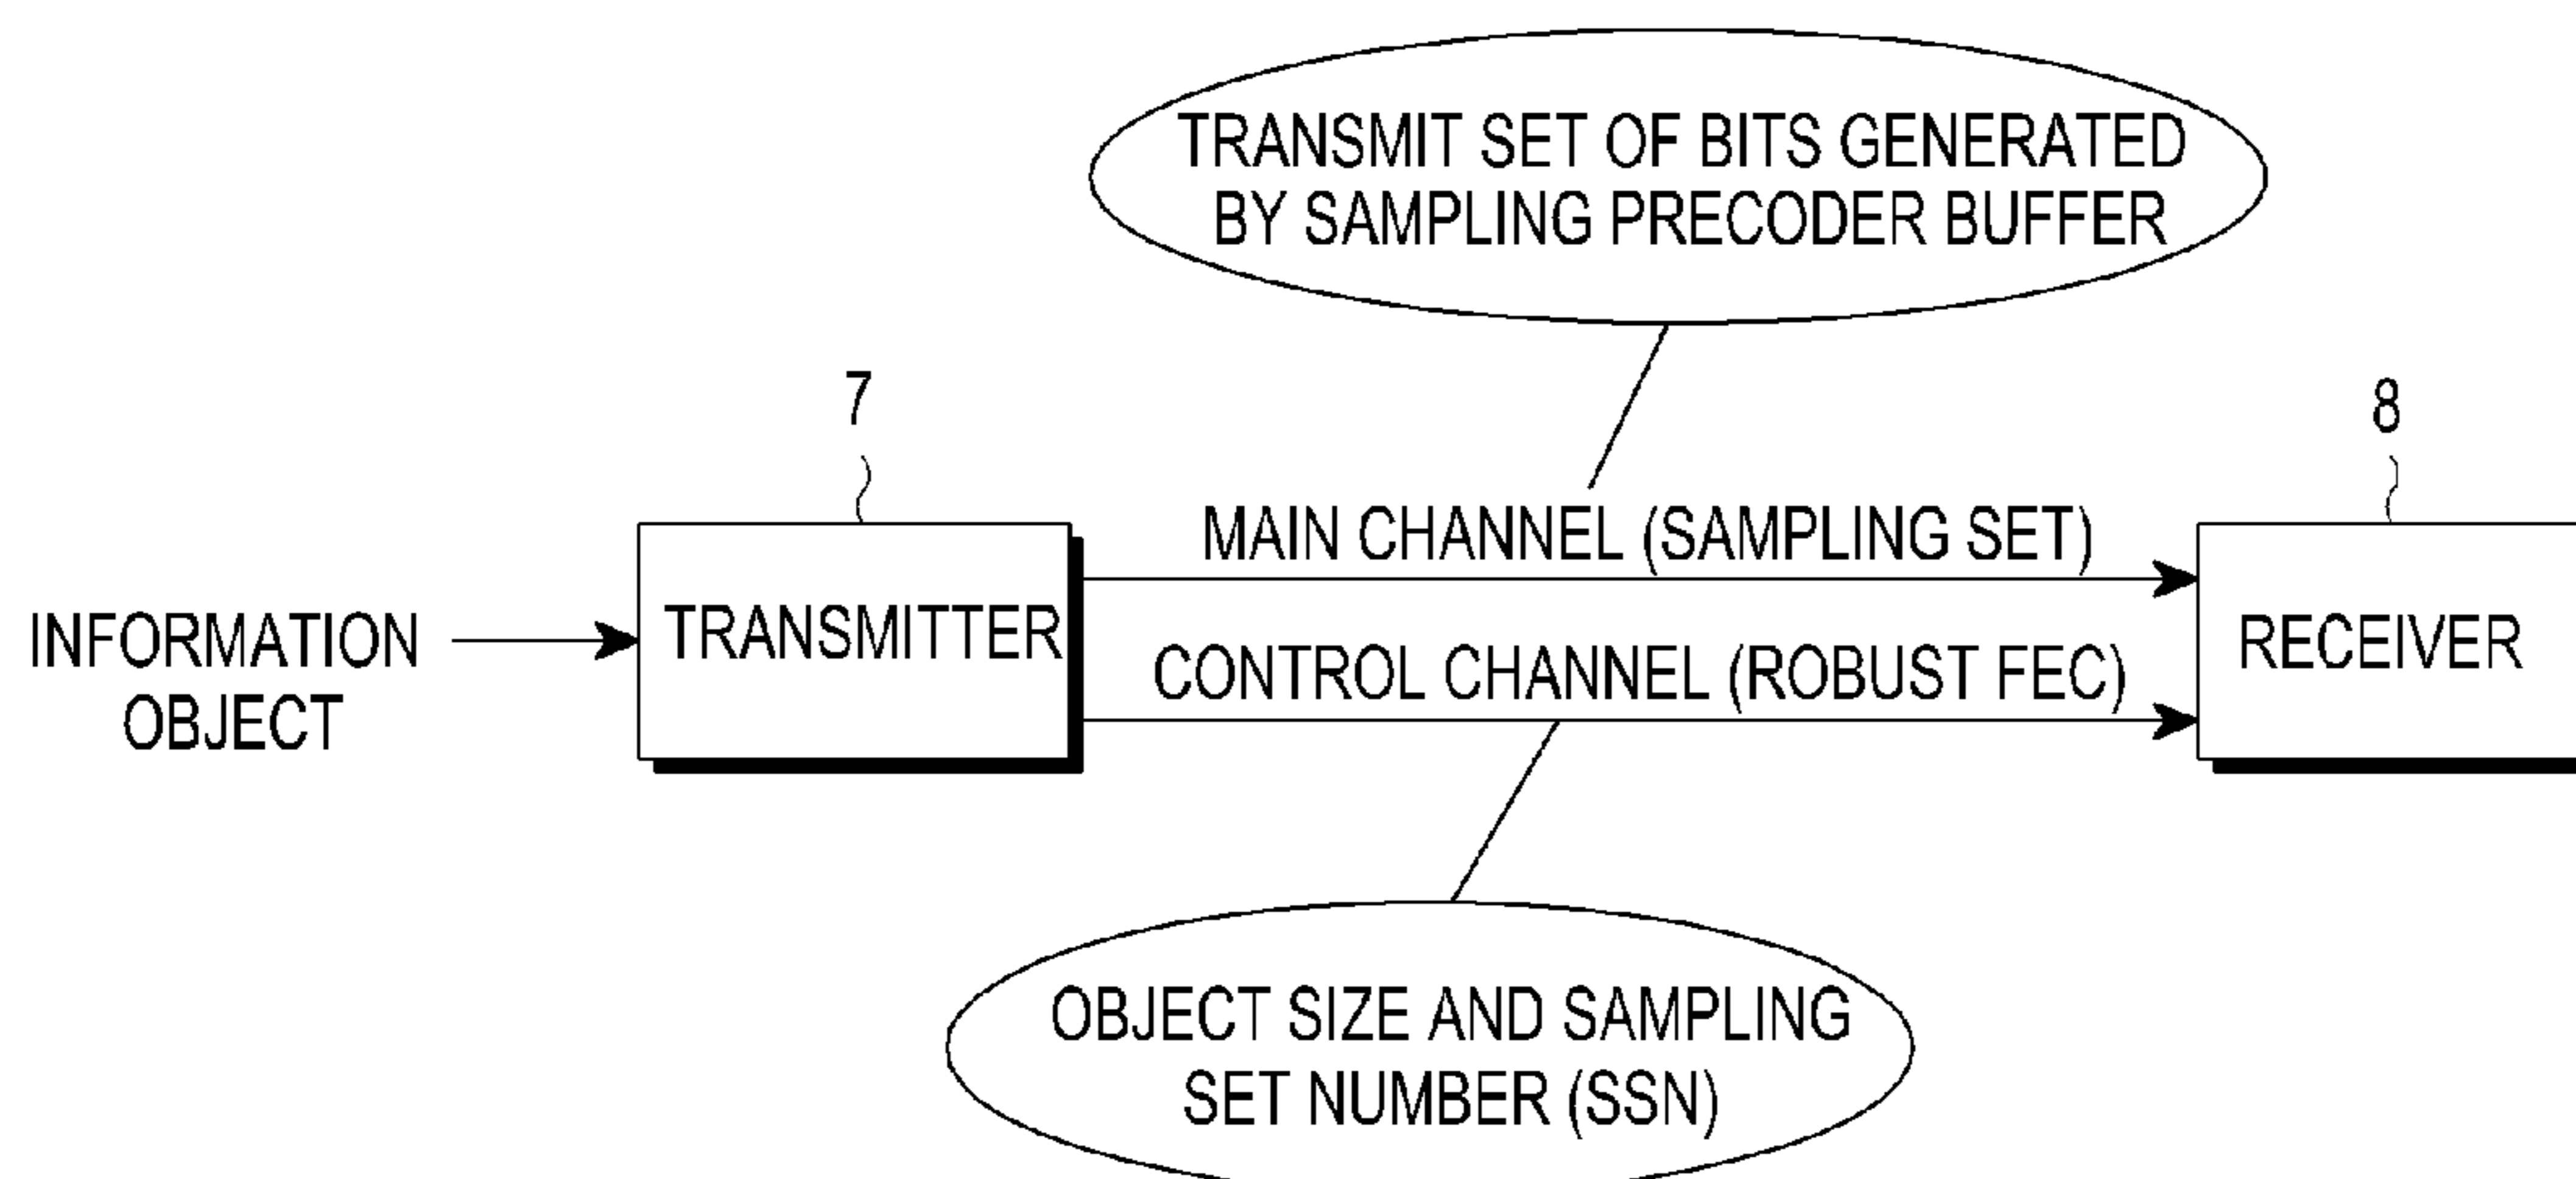 TRANSMIT SET OF BITS GENERATED
BY SAMPLING PRECODER BUFFER
7
8
MAIN CHANNEL (SAMPLING SET)
INFORMATION
OBJECT
TRANSMITTER
CONTROL CHANNEL (ROBUST FEC)
RECEIVER
OBJECT SIZE AND SAMPLING
SET NUMBER (SSN)